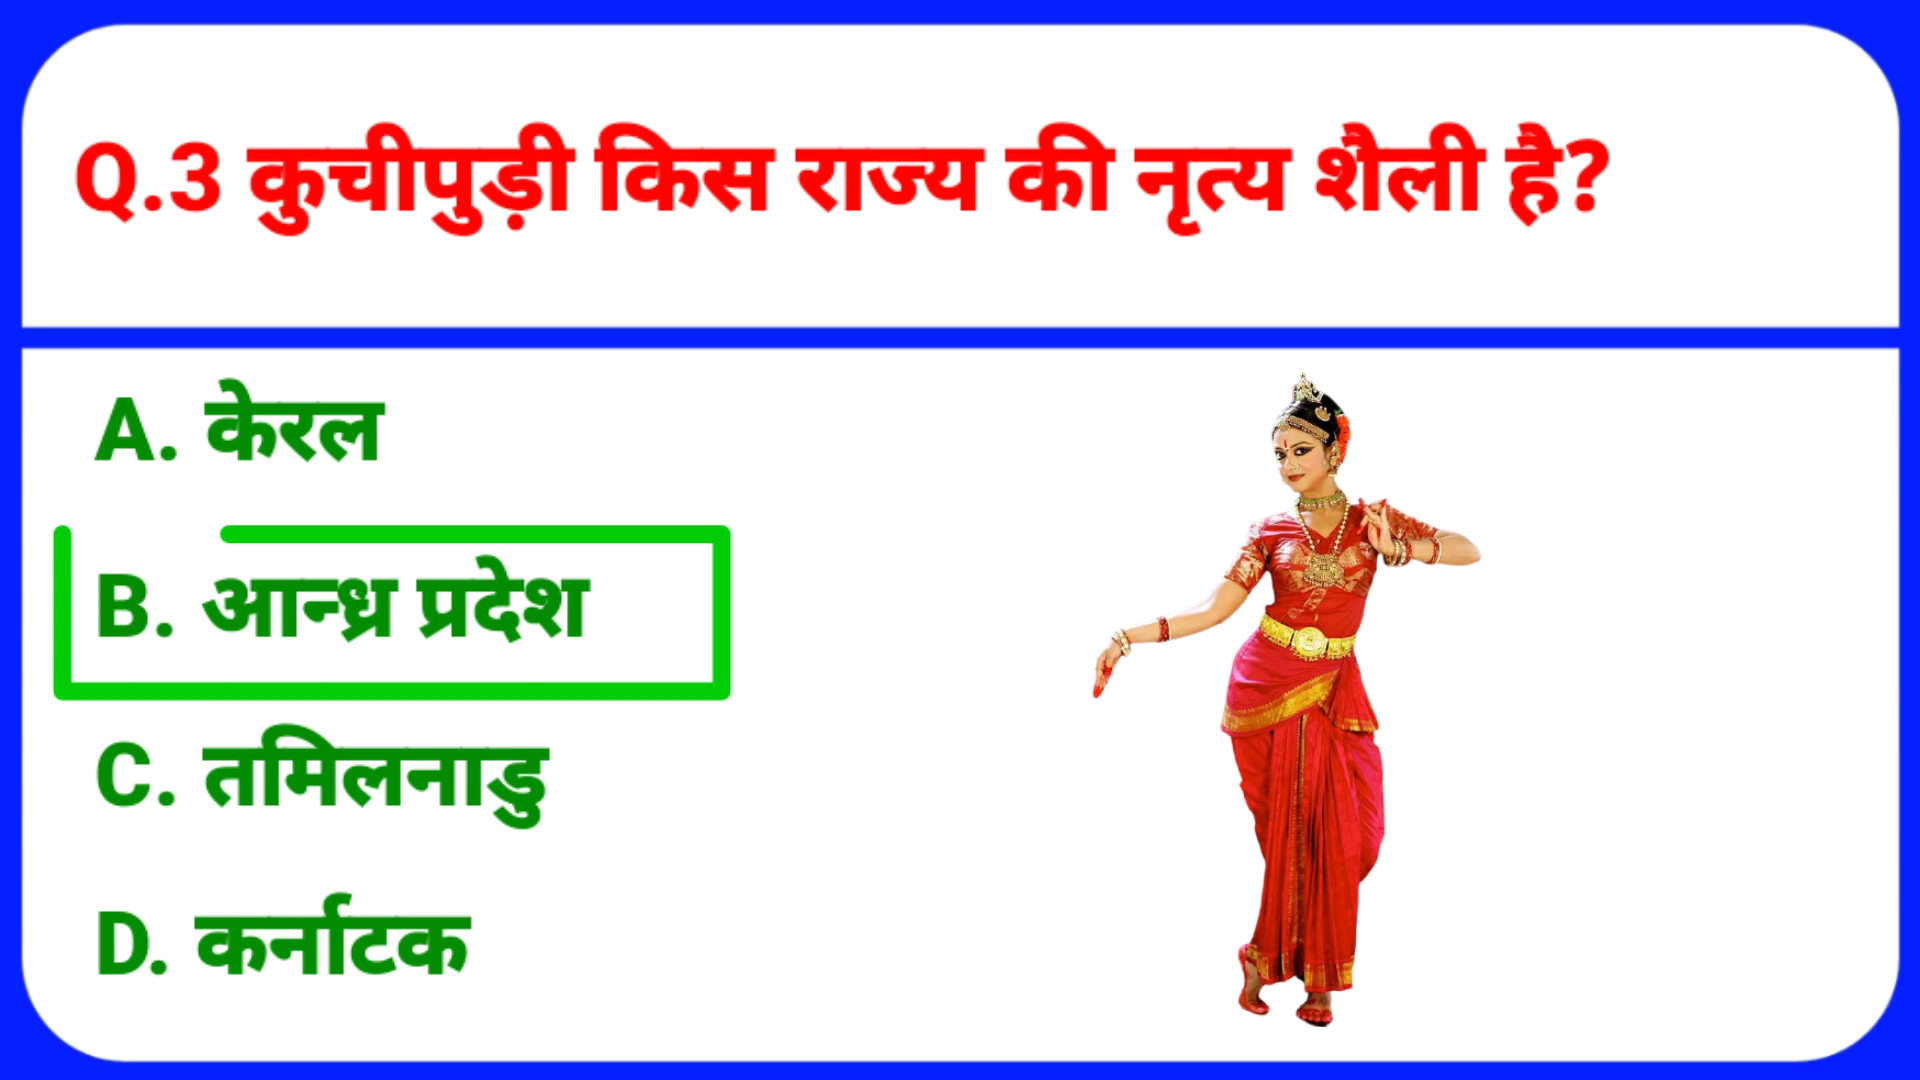 Q.3 कुचीपुड़ी किस राज्य की नृत्य शैली है?
A. केरल
B. आन्ध्र प्रदेश
C. तमिलनाडु
D. कर्नाटक